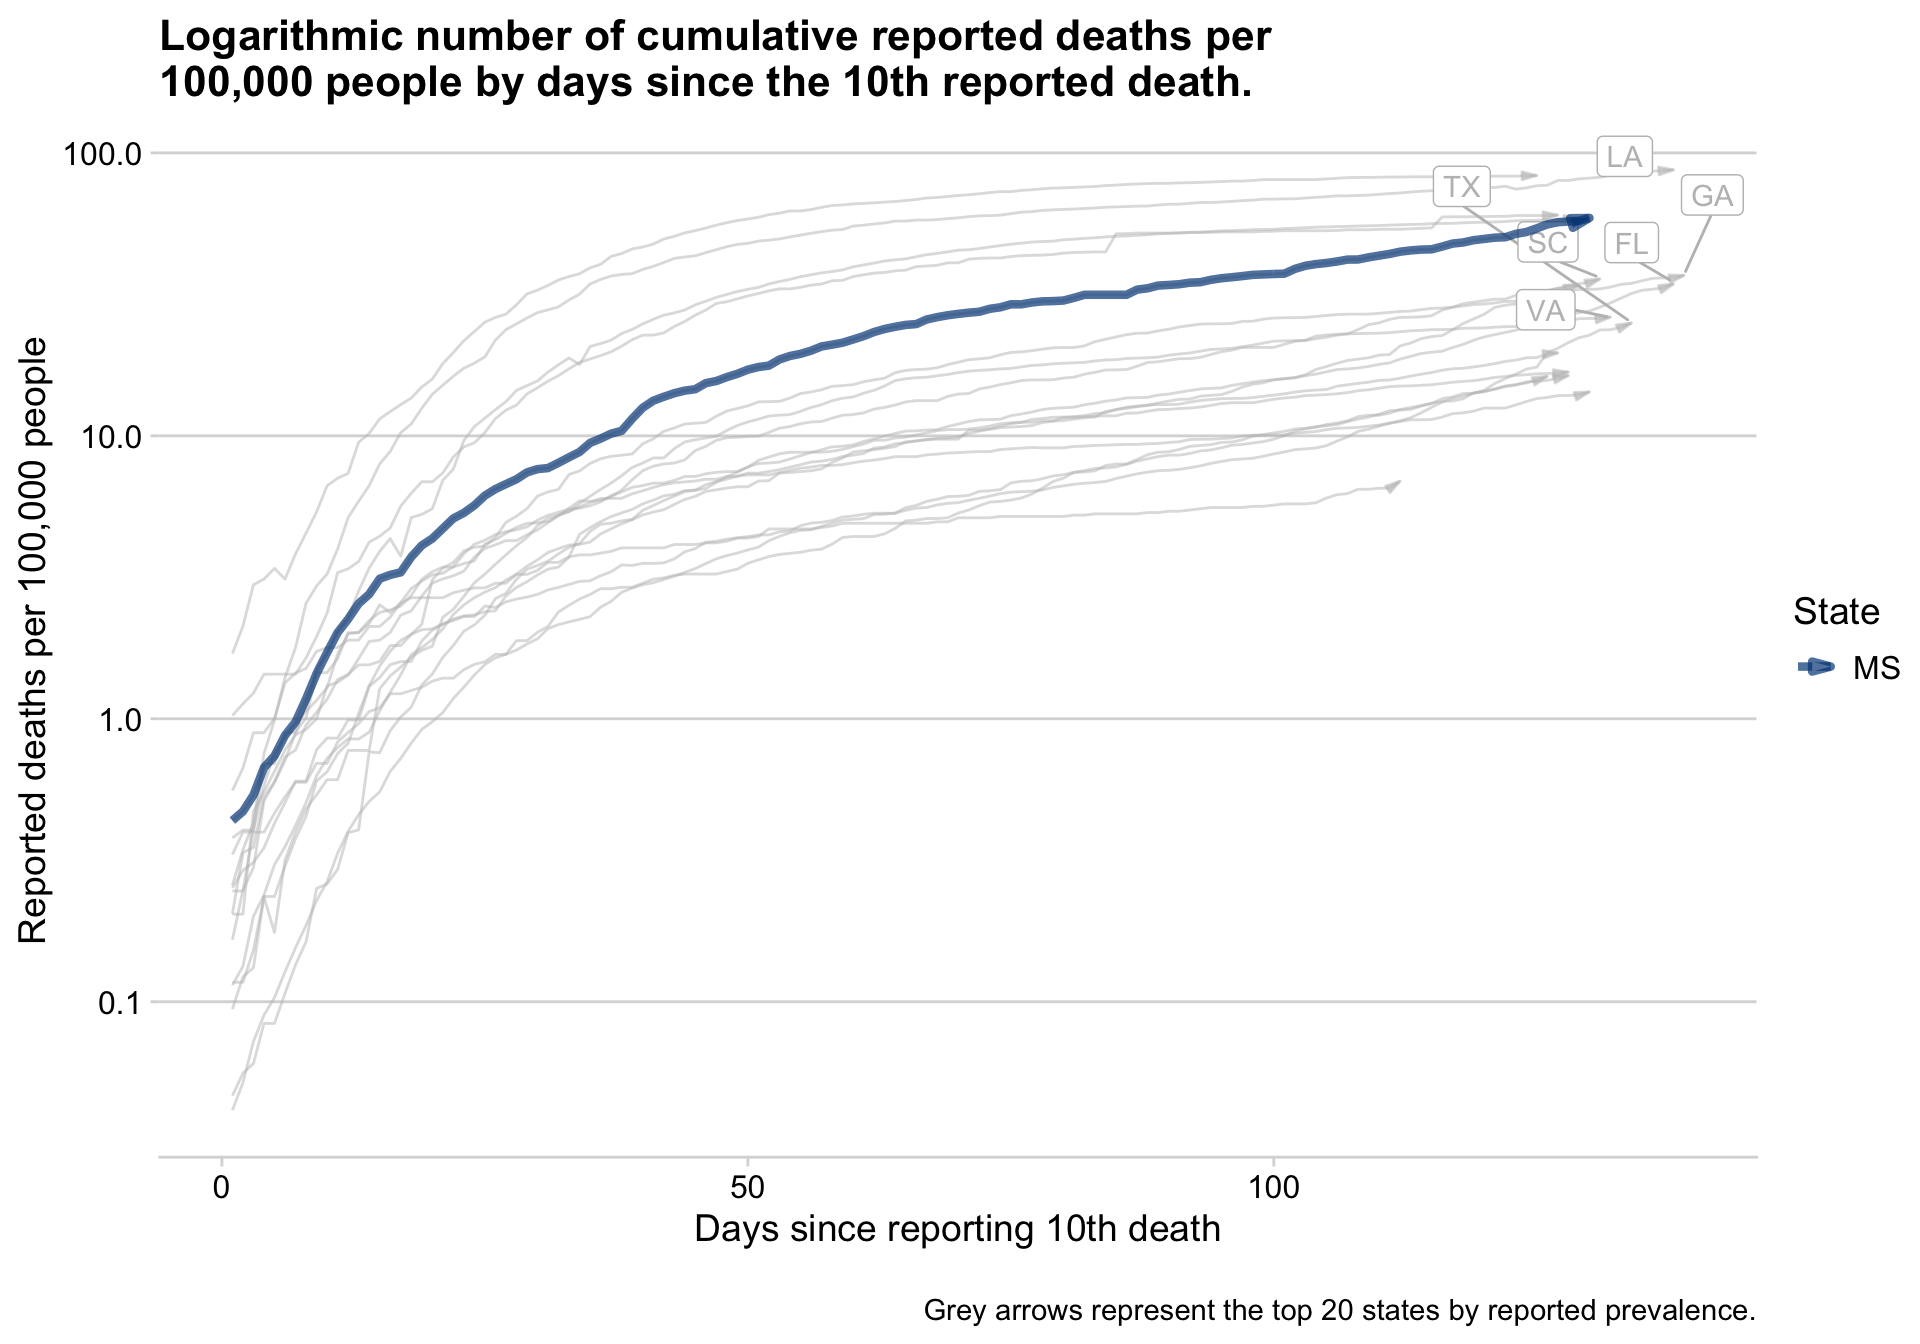 Logarithmic number of cumulative reported deaths per
100,000 people by days since the 10th reported death.
Reported deaths per 100,000 people
100.0
10.0
1.0
0.1
LA
TX
GA
SC
FL
VA
State
MS
0
50
100
Days since reporting 10th death
Grey arrows represent the top 20 states by reported prevalence.